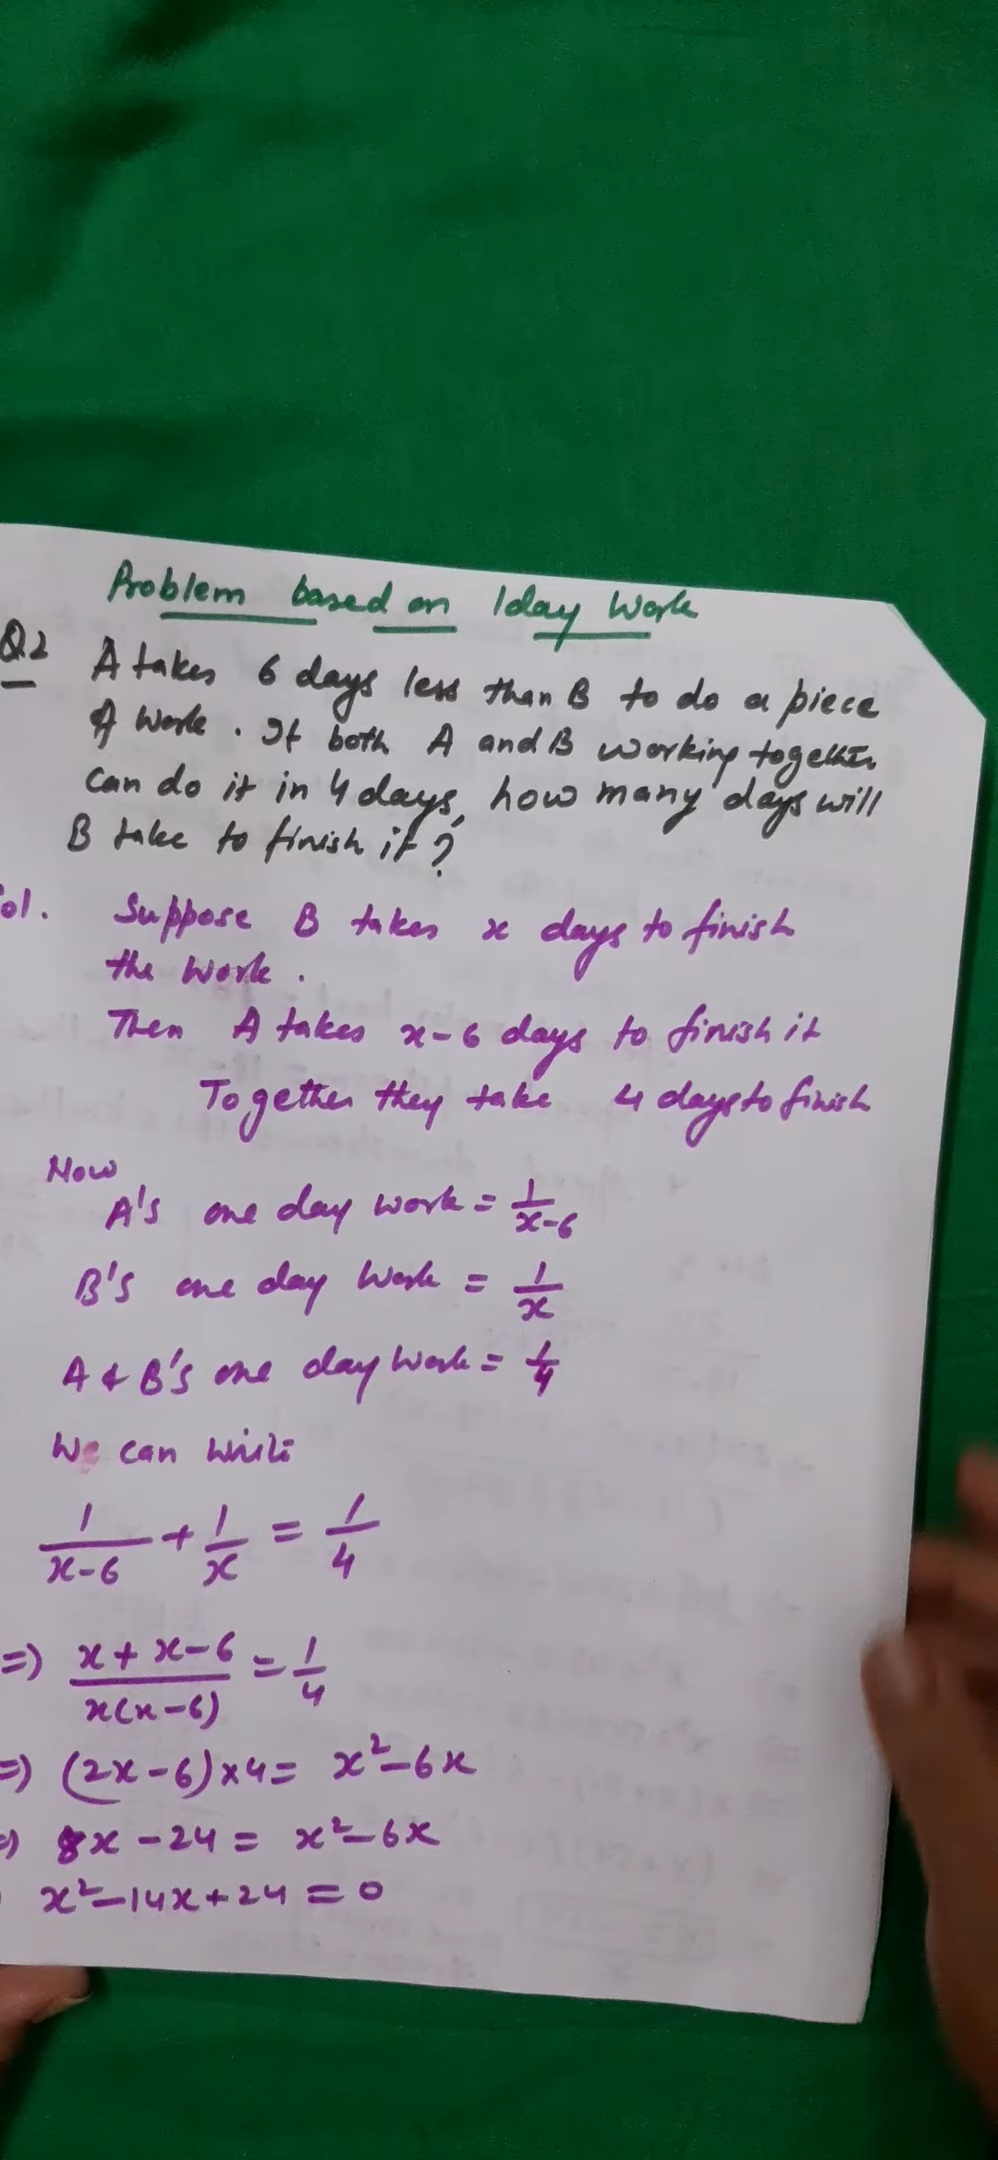 Problem based on 1day Work
Q.2 A takes 6 days less than B to do a piece
of work. If both A and B working together
can do it in 4 days, how many days will
B take to finish it?
Sol. Suppose B takes x days to finish
the work.
Then A takes x-6 days to finish it
Together they take 4 days to finish
Now
A's one day work = 1/(x-6)
B's one day work = 1/x
A & B's one day work = 1/4
We can write
1/(x-6) + 1/x = 1/4
=) (x+x-6)/(x(x-6)) = 1/4
=) (2x-6)x4 = x²-6x
=) 8x-24 = x²-6x
x²-14x+24=0